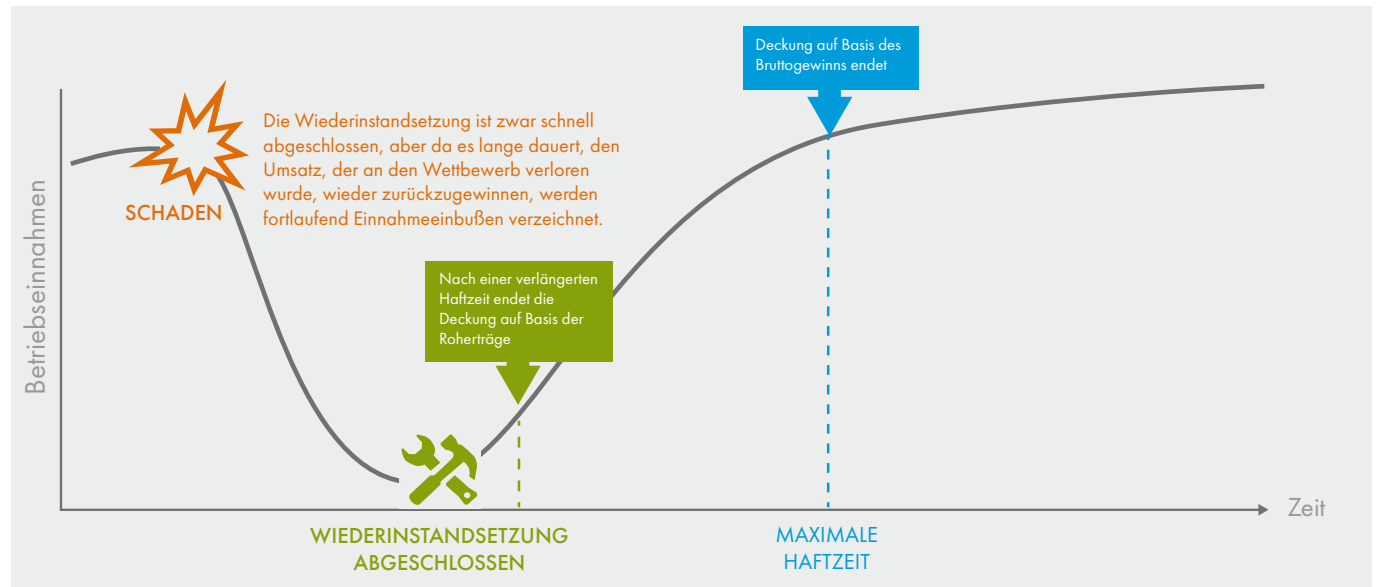 Deckung auf Basis des
Bruttogewinns endet
Die Wiederinstandsetzung ist zwar schnell
abgeschlossen, aber da es lange dauert, den
Umsatz, der an den Wettbewerb verloren
wurde, wieder zurückzugewinnen, werden
fortlaufend Einnahmeeinbußen verzeichnet.
SCHADEN
Betriebseinnahmen
Nach einer verlängerten
Haftzeit endet die
Deckung auf Basis der
Roherträge
Zeit
WIEDERINSTANDSETZUNG
ABGESCHLOSSEN
MAXIMALE
HAFTZEIT